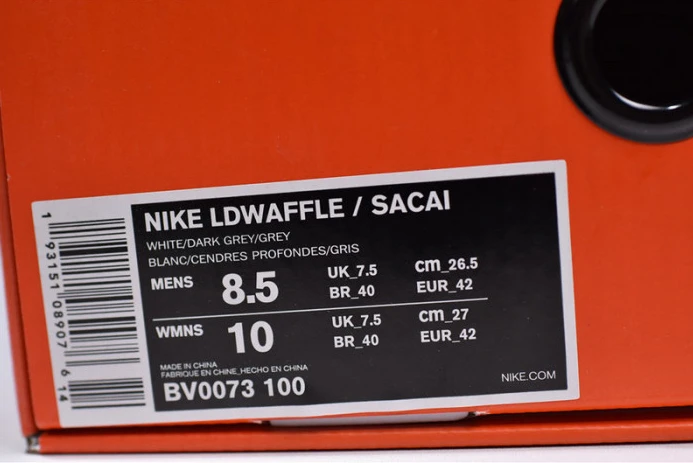 NIKE LDWAFFLE / SACAI
WHITE/DARK GREY/GREY
BLANC/CENDRES PROFONDES/GRIS
MENS 8.5 UK_7.5 cm_26.5
BR_40 EUR_42
WMNS 10 UK_7.5 cm_27
BR_40 EUR_42
MADE IN CHINA
FABRIQUE EN CHINE_HECHO EN CHINA
BV0073 100
NIKE.COM
1 93151 08907 6 14